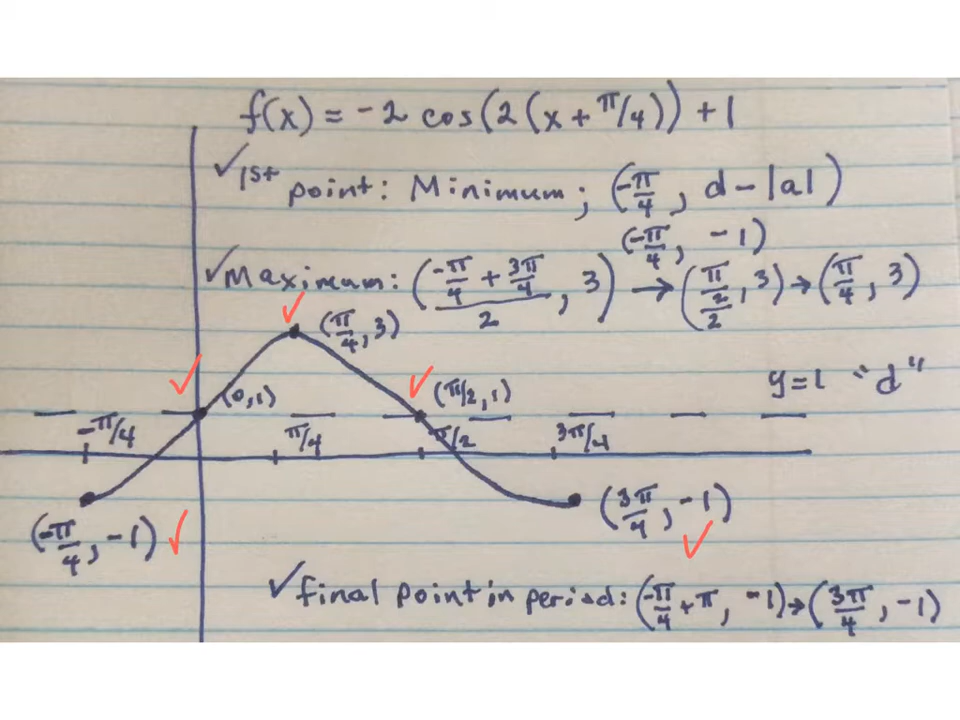 f(x) = -2 cos(2(x + π/4)) + 1
✓ 1st point: Minimum; (-π/4, d - |a|)
(-π/4, -1)
✓ Maximum: ((-π/4 + 3π/4)/2, 3) → ((π/2)/2, 3) → (π/4, 3)
(π/4, 3)
y = 1 "d"
(0,1) (π/2, 1)
-π/4 π/4 π/2 3π/4
(-π/4, -1) (3π/4, -1)
✓ final point in period: (-π/4 + π, -1) → (3π/4, -1)